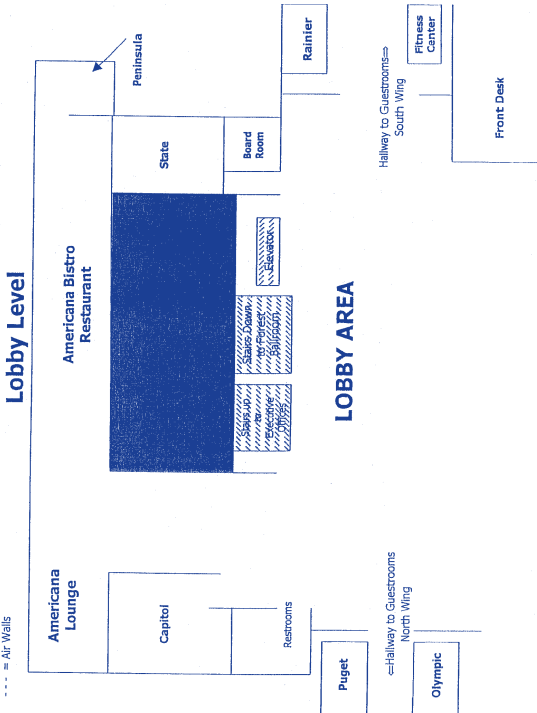 --- = Air Walls
Lobby Level
Americana
Lounge
Americana Bistro
Restaurant
Peninsula
Capitol
State
Board
Room
Rainier
Restrooms
Stairs up
to
Executive
Offices
Stairs Down
to Forest
Ballroom
Elevator
LOBBY AREA
Puget
Olympic
⇐Hallway to Guestrooms
North Wing
Hallway to Guestrooms⇒
South Wing
Fitness
Center
Front Desk